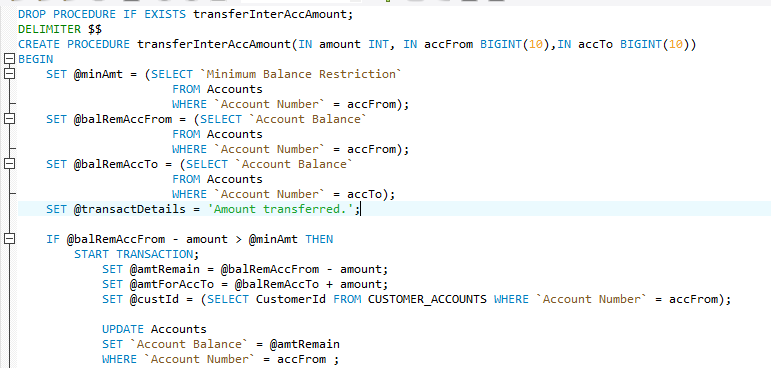 DROP PROCEDURE IF EXISTS transferInterAccAmount;
DELIMITER $$
CREATE PROCEDURE transferInterAccAmount(IN amount INT, IN accFrom BIGINT(10),IN accTo BIGINT(10))
BEGIN
SET @minAmt = (SELECT `Minimum Balance Restriction`
FROM Accounts
WHERE `Account Number` = accFrom);
SET @balRemAccFrom = (SELECT `Account Balance`
FROM Accounts
WHERE `Account Number` = accFrom);
SET @balRemAccTo = (SELECT `Account Balance`
FROM Accounts
WHERE `Account Number` = accTo);
SET @transactDetails = 'Amount transferred.';
IF @balRemAccFrom - amount > @minAmt THEN
START TRANSACTION;
SET @amtRemain = @balRemAccFrom - amount;
SET @amtForAccTo = @balRemAccTo + amount;
SET @custId = (SELECT CustomerId FROM CUSTOMER_ACCOUNTS WHERE `Account Number` = accFrom);
UPDATE Accounts
SET `Account Balance` = @amtRemain
WHERE `Account Number` = accFrom ;